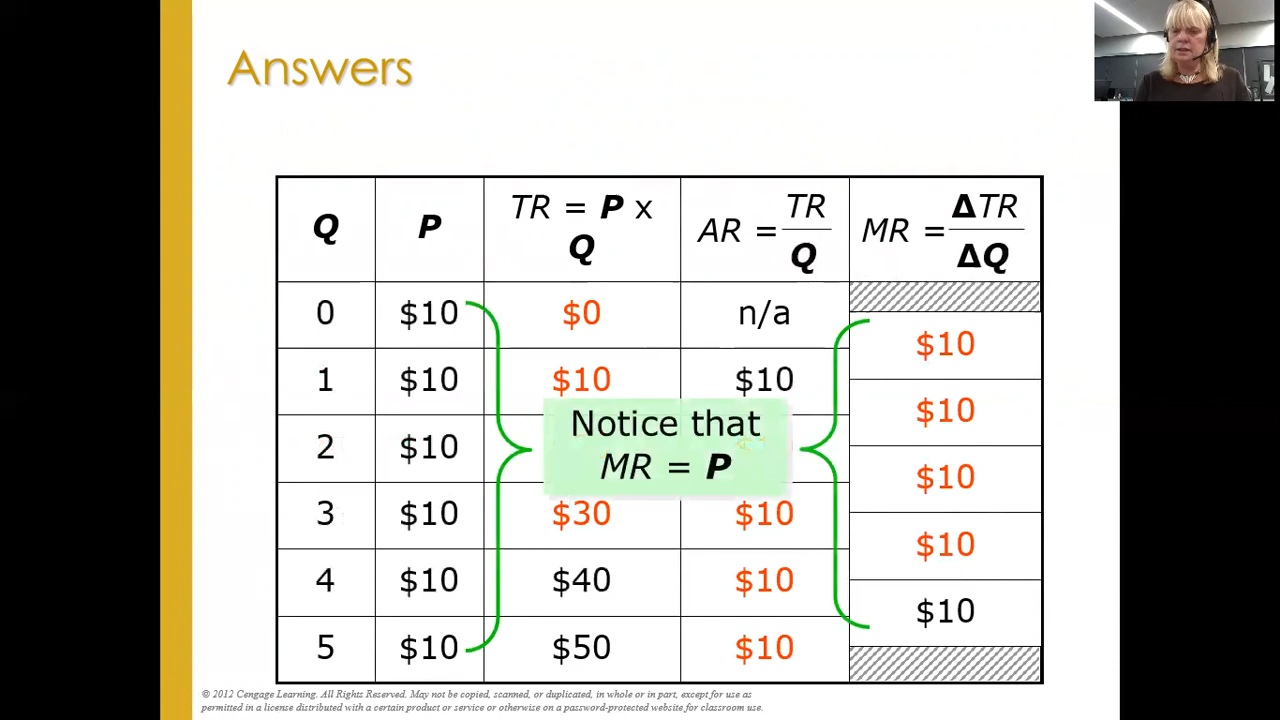 Answers
Q P TR = P x Q AR = TR / Q MR = ΔTR / ΔQ
0 $10 $0 n/a
$10
1 $10 $10 $10
$10
Notice that
2 $10
MR = P
$10
3 $10 $30 $10
$10
4 $10 $40 $10
$10
5 $10 $50 $10
© 2012 Cengage Learning. All Rights Reserved. May not be copied, scanned, or duplicated, in whole or in part, except for use as
permitted in a license distributed with a certain product or service or otherwise on a password-protected website for classroom use.